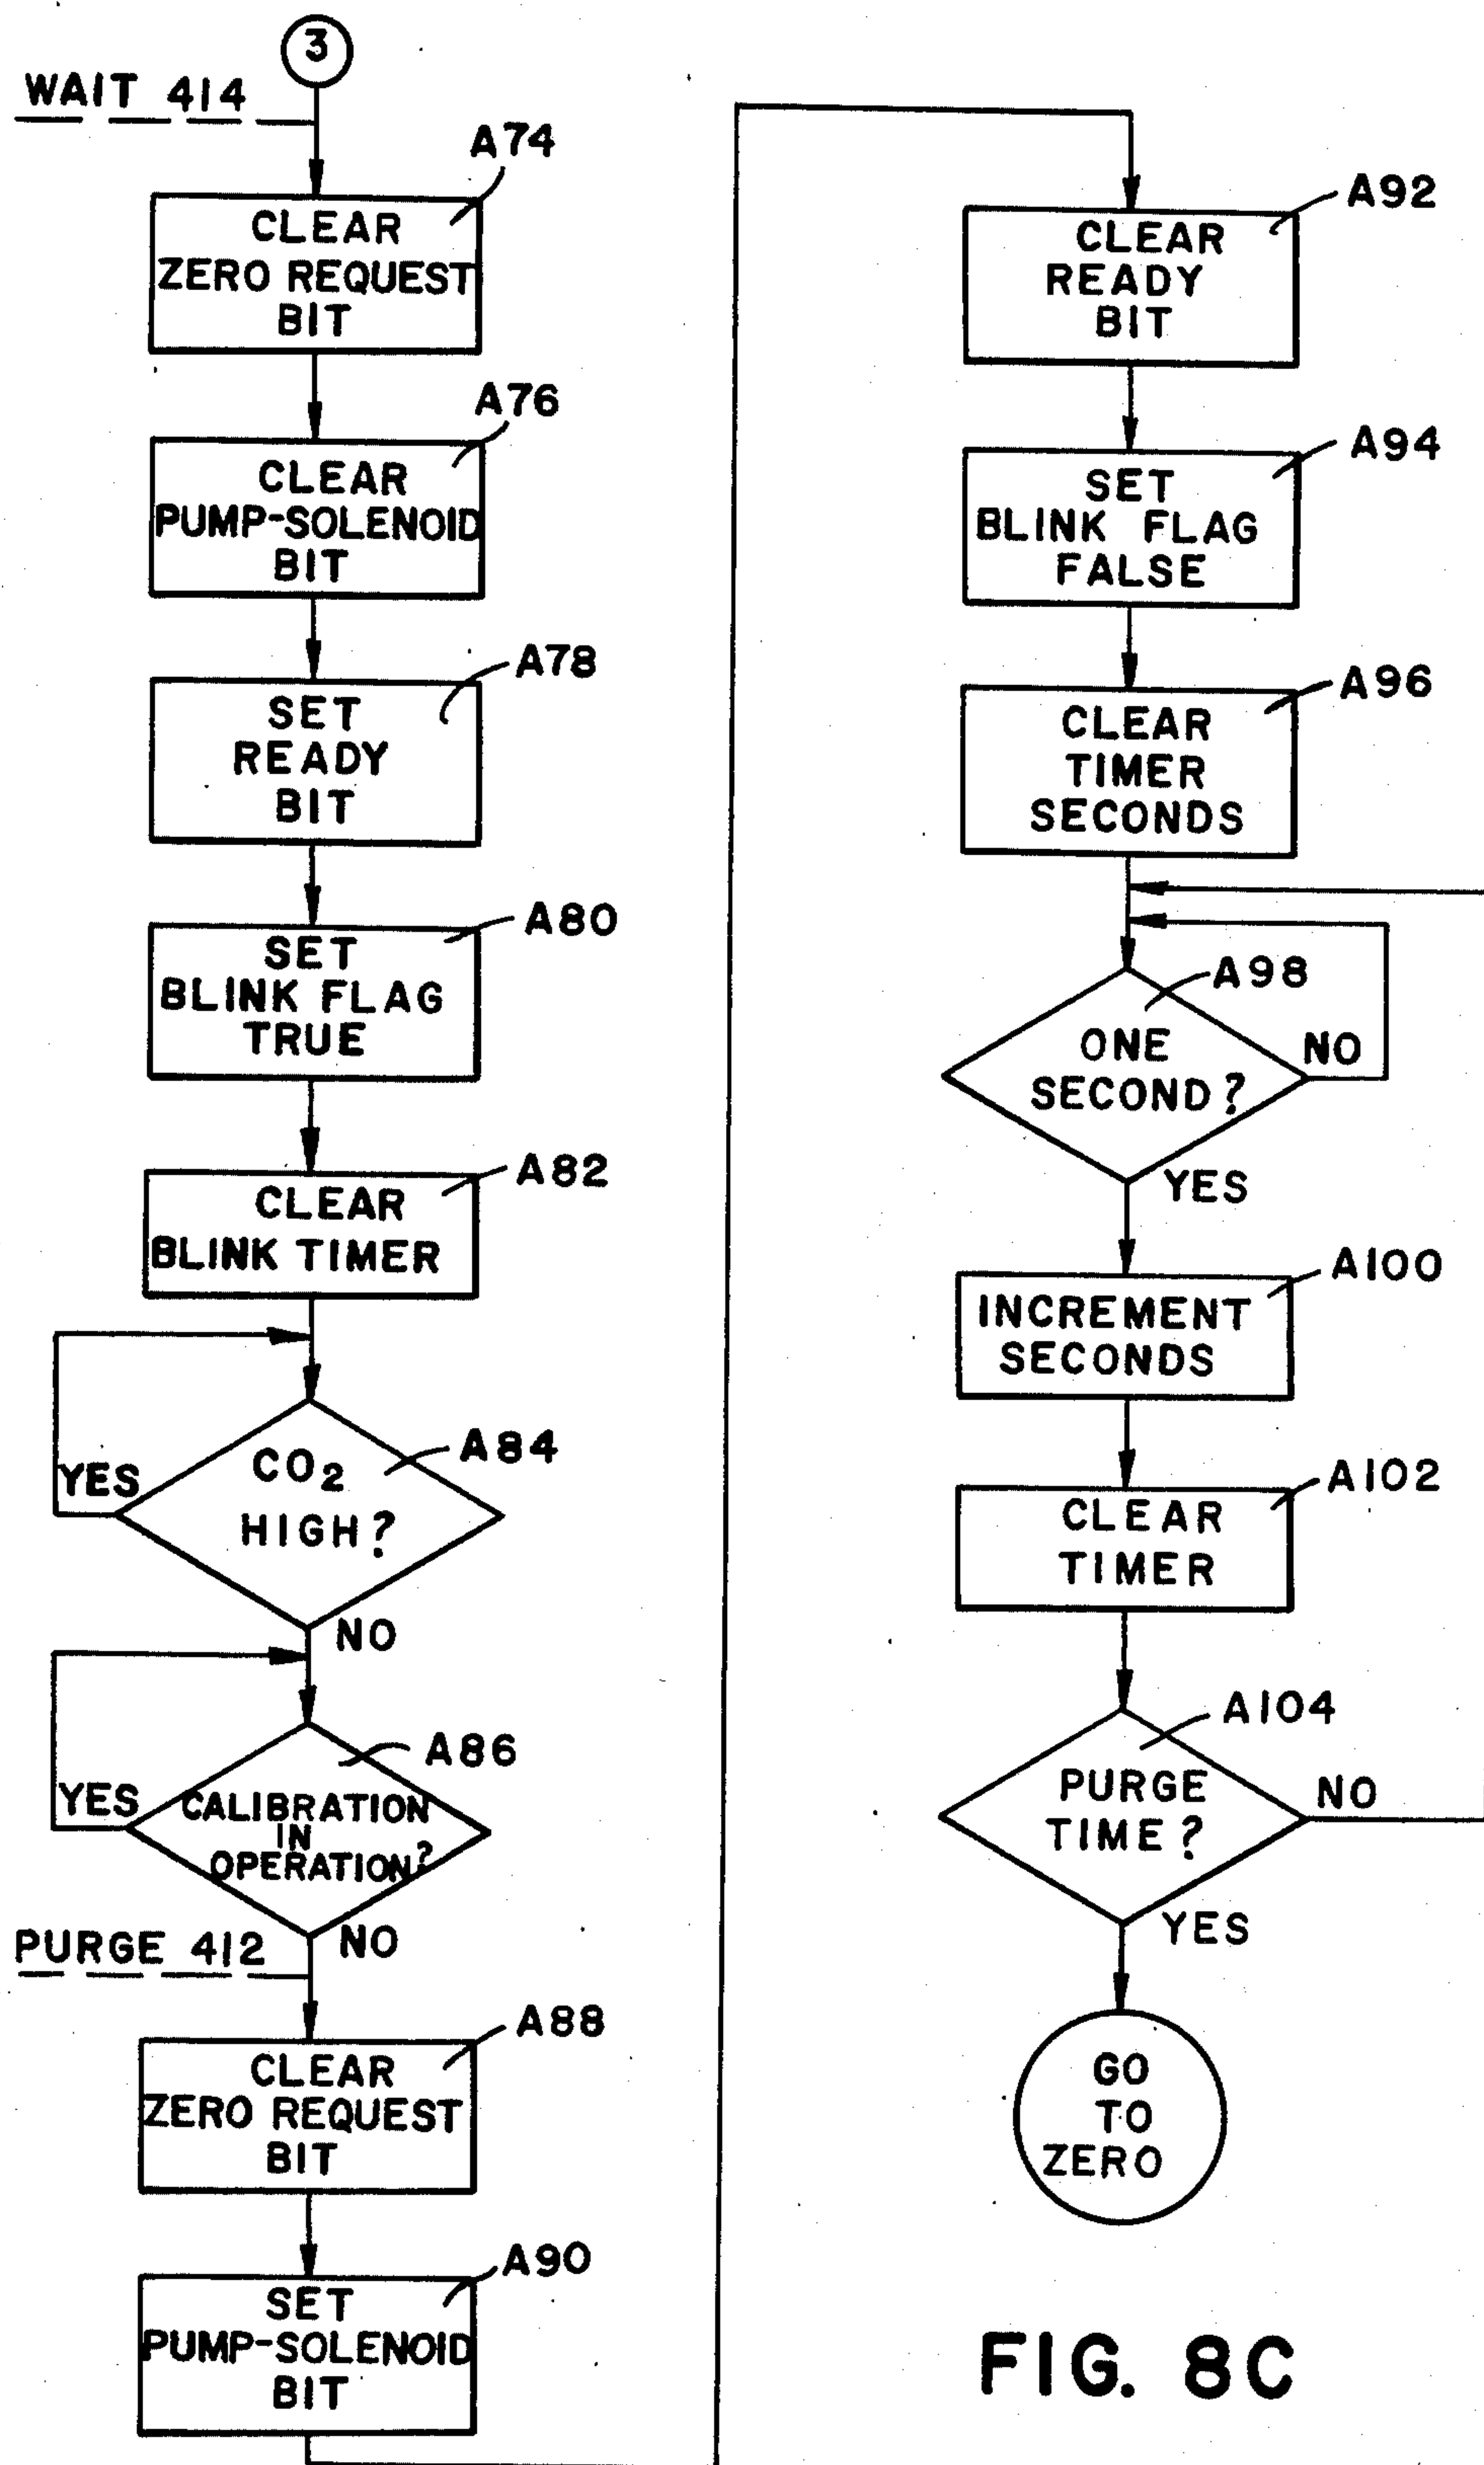 3
WAIT 414
A74
CLEAR
ZERO REQUEST
BIT
A76
CLEAR
PUMP-SOLENOID
BIT
A78
SET
READY
BIT
A80
SET
BLINK FLAG
TRUE
A82
CLEAR
BLINK TIMER
A84
CO2
HIGH?
YES
NO
A86
CALIBRATION
IN
OPERATION?
YES
NO
PURGE 412
A88
CLEAR
ZERO REQUEST
BIT
A90
SET
PUMP-SOLENOID
BIT
A92
CLEAR
READY
BIT
A94
SET
BLINK FLAG
FALSE
A96
CLEAR
TIMER
SECONDS
A98
ONE
SECOND?
NO
YES
A100
INCREMENT
SECONDS
A102
CLEAR
TIMER
A104
PURGE
TIME?
NO
YES
GO
TO
ZERO
FIG. 8C